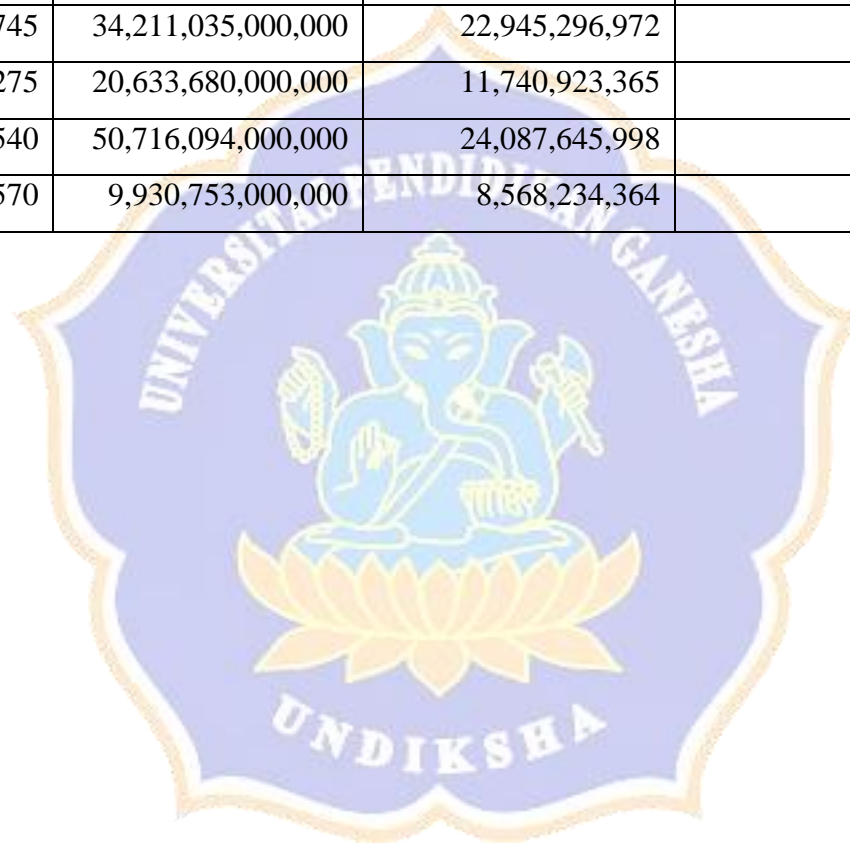 745 34,211,035,000,000 22,945,296,972
275 20,633,680,000,000 11,740,923,365
540 50,716,094,000,000 24,087,645,998
570 9,930,753,000,000 8,568,234,364
UNIVERSITAS PENDIDIKAN GANESHA
UNDIKSHA